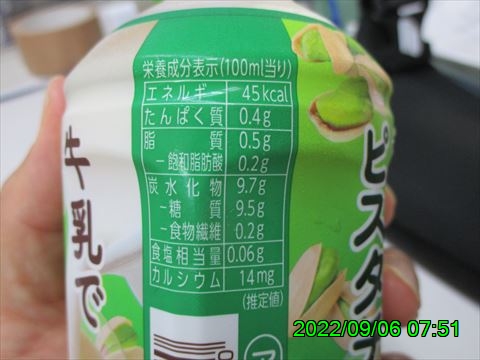 栄養成分表示(100ml当り)
エネルギー 45kcal
たんぱく質 0.4g
脂質 0.5g
－飽和脂肪酸 0.2g
炭水化物 9.7g
－糖質 9.5g
－食物繊維 0.2g
食塩相当量 0.06g
カルシウム 14mg
(推定値)
牛乳で
ピスタ
2022/09/06 07:51